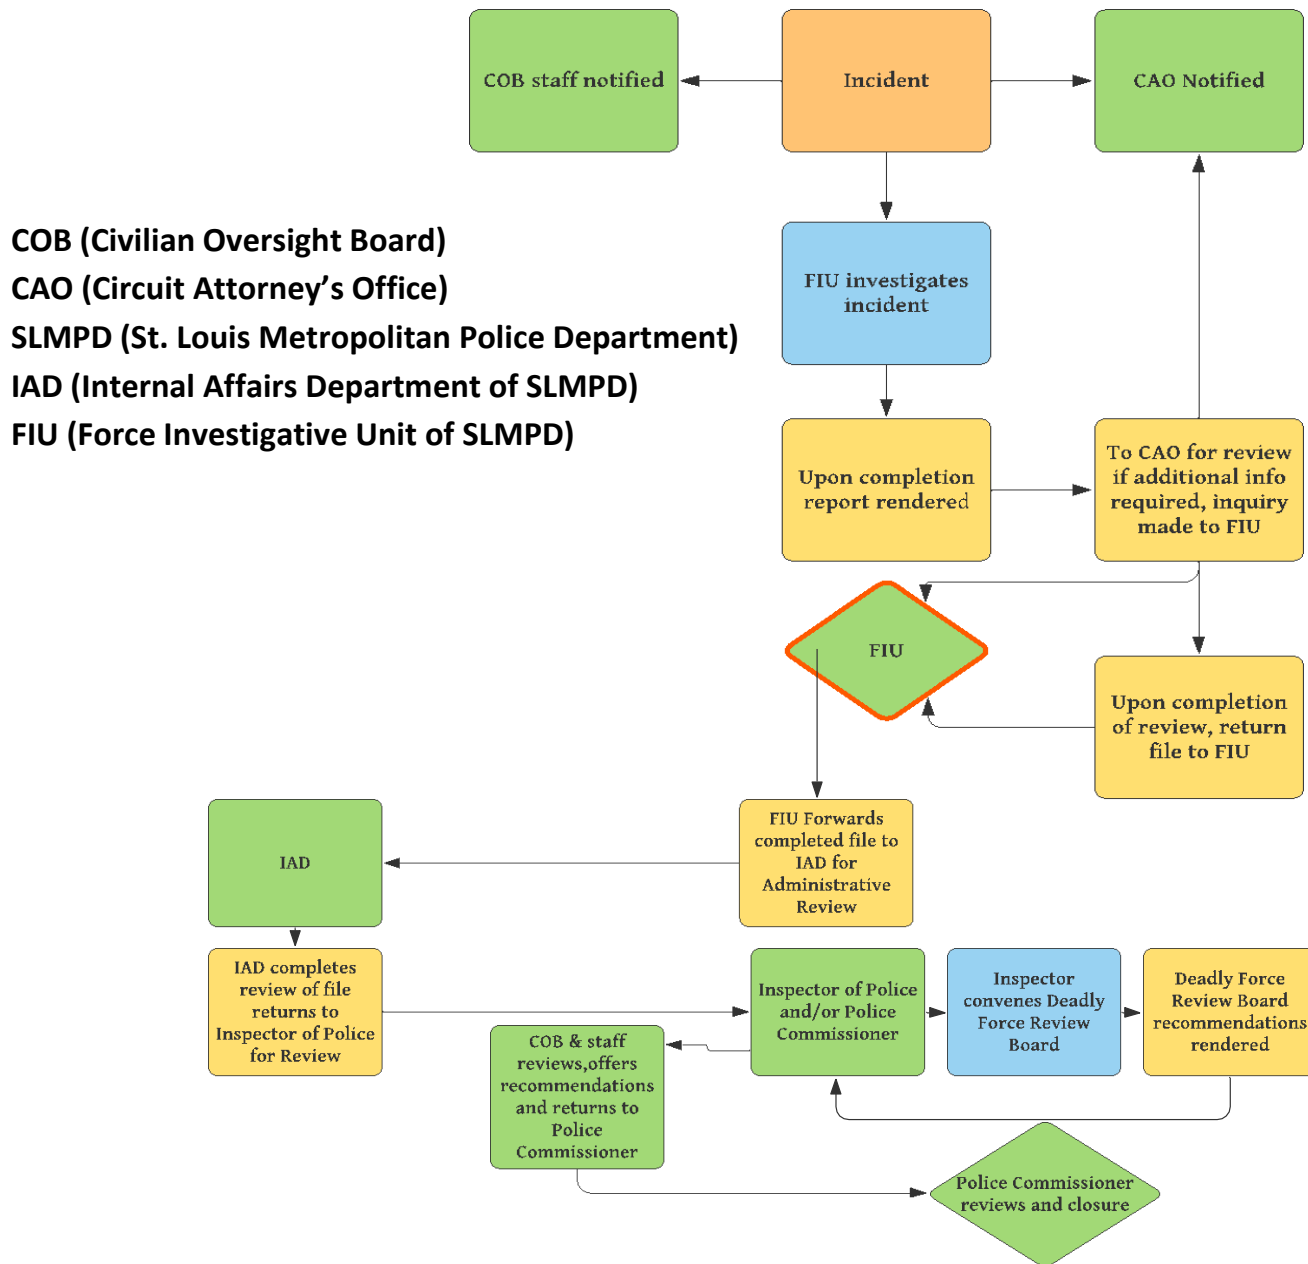 COB staff notified
Incident
CAO Notified
COB (Civilian Oversight Board)
CAO (Circuit Attorney’s Office)
SLMPD (St. Louis Metropolitan Police Department)
IAD (Internal Affairs Department of SLMPD)
FIU (Force Investigative Unit of SLMPD)
FIU investigates
incident
Upon completion
report rendered
To CAO for review
if additional info
required, inquiry
made to FIU
FIU
Upon completion
of review, return
file to FIU
FIU Forwards
completed file to
IAD for
Administrative
Review
IAD
IAD completes
review of file
returns to
Inspector of Police
for Review
Inspector of Police
and/or Police
Commissioner
Inspector
convenes Deadly
Force Review
Board
Deadly Force
Review Board
recommendations
rendered
COB & staff
reviews,offers
recommendations
and returns to
Police
Commissioner
Police Commissioner
reviews and closure